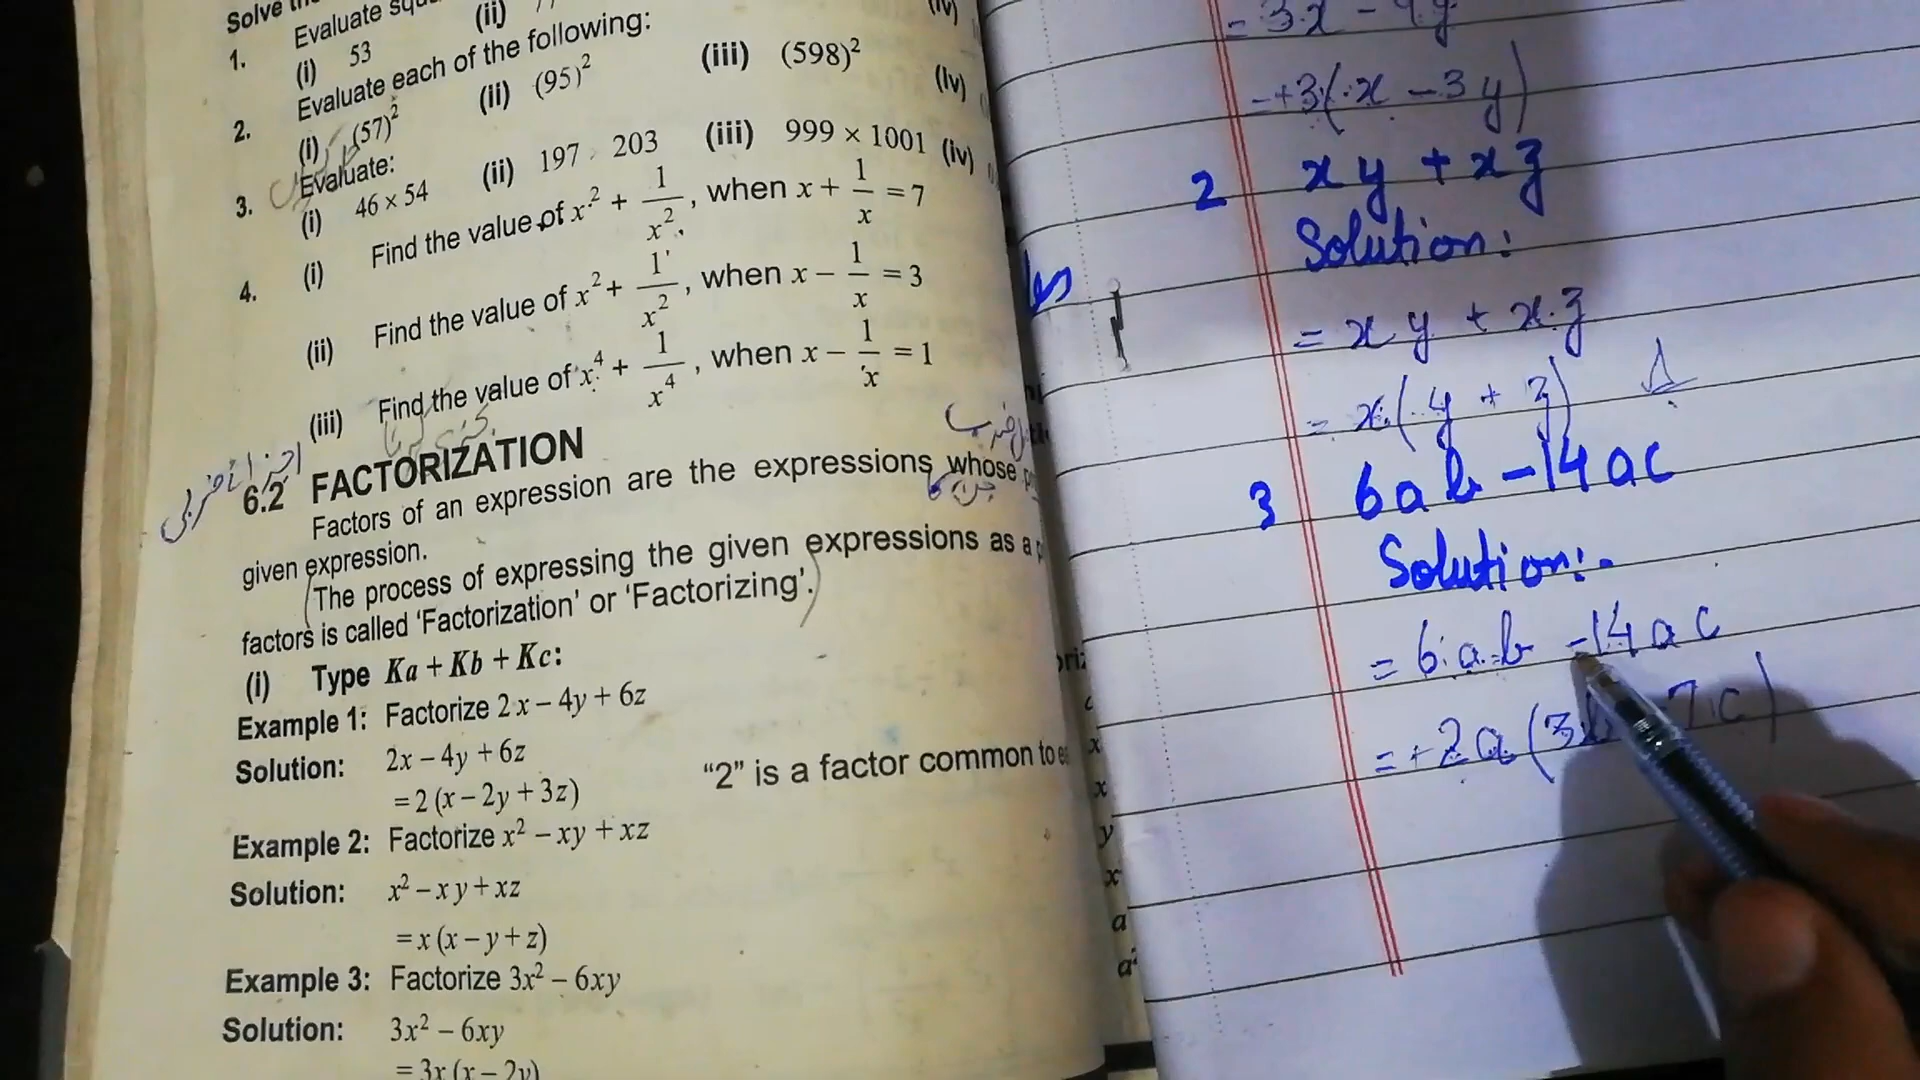 Solve
1. Evaluate
(i) 53 (ii)
2. Evaluate each of the following:
(i) (57)² (ii) (95)² (iii) (598)² (iv)
3. Evaluate:
(i) 46 × 54 (ii) 197 203 (iii) 999 × 1001 (iv)
4. (i) Find the value of x² + 1/x², when x + 1/x = 7
(ii) Find the value of x² + 1/x², when x − 1/x = 3
(iii) Find the value of x⁴ + 1/x⁴, when x − 1/x = 1
6.2 FACTORIZATION
Factors of an expression are the expressions whose
given expression.
The process of expressing the given expressions as a
factors is called ‘Factorization’ or ‘Factorizing’.
(i) Type Ka + Kb + Kc:
Example 1: Factorize 2x − 4y + 6z
Solution: 2x − 4y + 6z
= 2 (x − 2y + 3z) “2” is a factor common to
Example 2: Factorize x² − xy + xz
Solution: x² − xy + xz
= x (x − y + z)
Example 3: Factorize 3x² − 6xy
Solution: 3x² − 6xy
= 3x (x − 2y)
−+3(x − 3y)
2 xy + xz
Solution:
= xy + xz
= x(y + z)
3 6ab − 14ac
Solution:-
= 6ab − 14ac
= +2a(3b 7c)